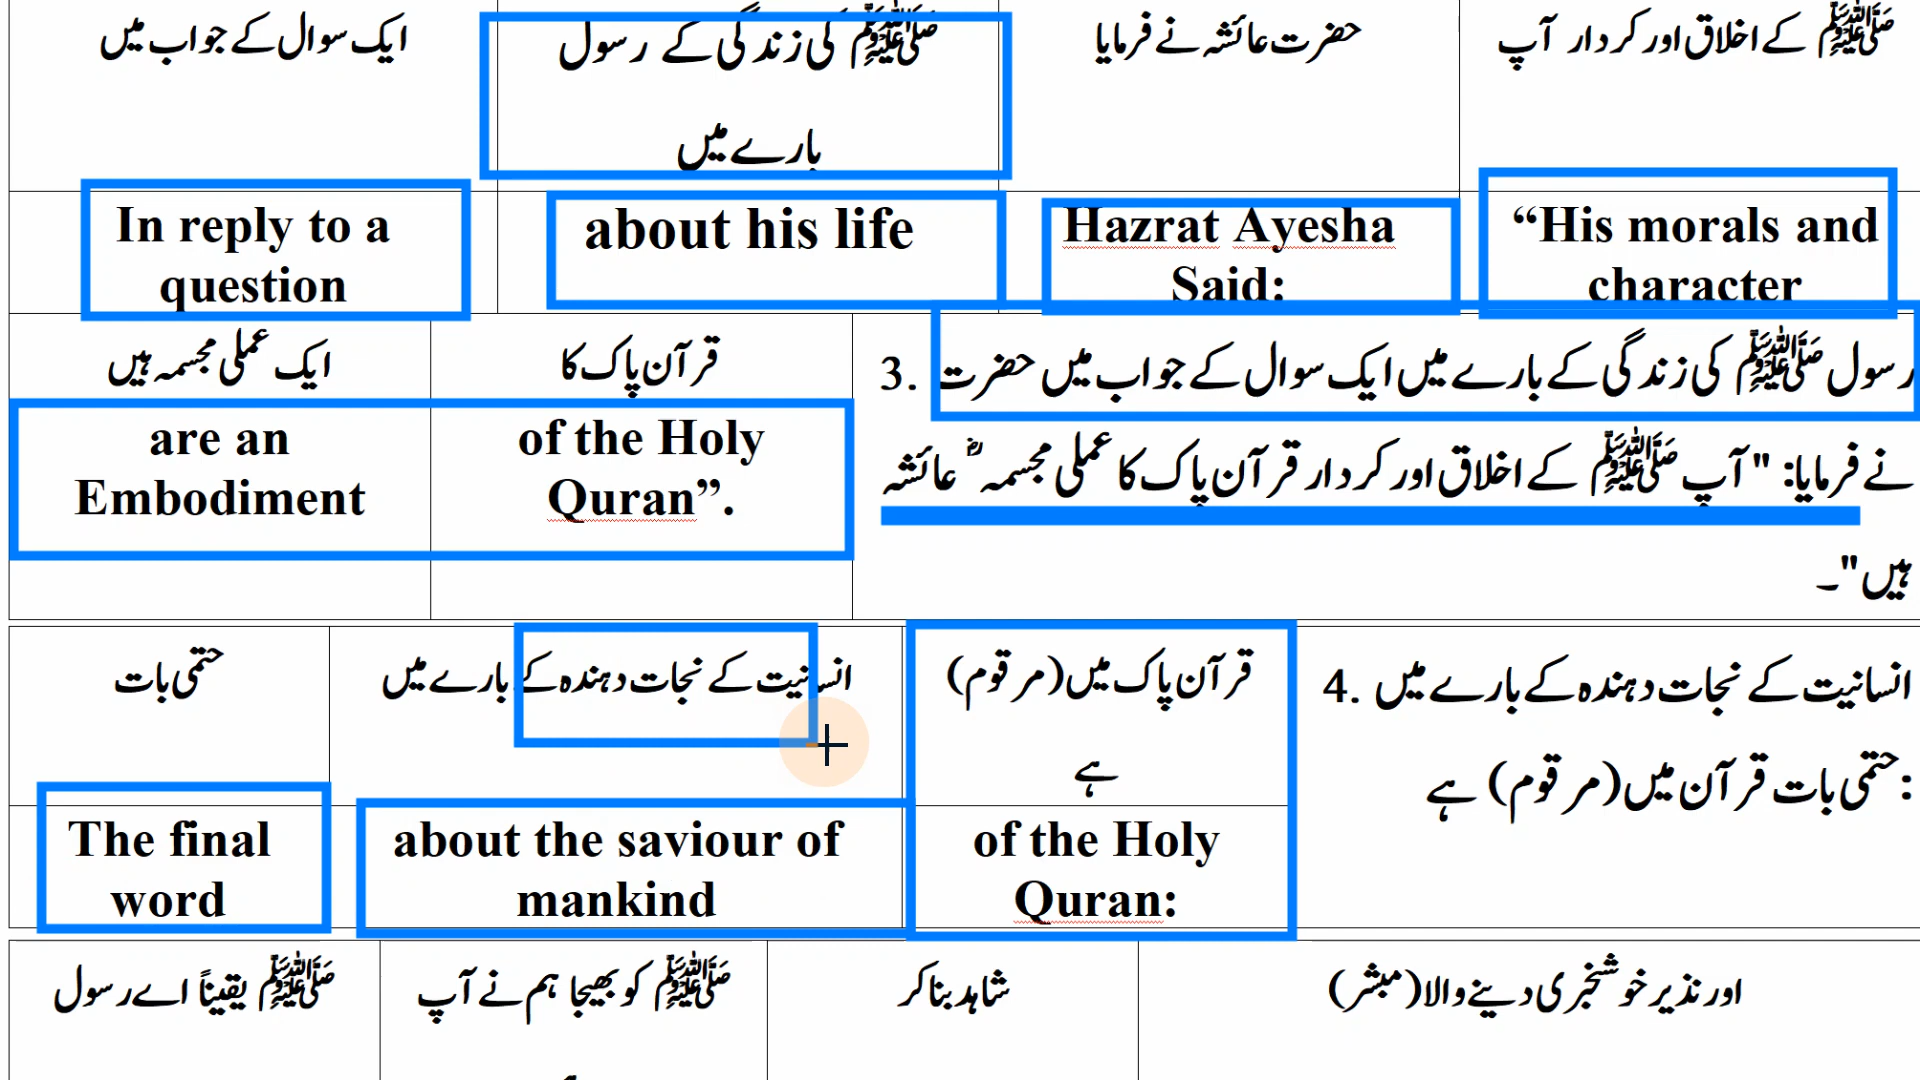 ایک سوال کے جواب میں
ﷺ کی زندگی کے رسول
بارے میں
حضرت عائشہ نے فرمایا
ﷺ کے اخلاق اور کردار آپ
In reply to a
question
about his life
Hazrat Ayesha
Said:
“His morals and
character
ایک عملی مجسمہ ہیں
قرآن پاک کا
are an
Embodiment
of the Holy
Quran”.
3. رسول ﷺ کی زندگی کے بارے میں ایک سوال کے جواب میں حضرت
نے فرمایا: "آپ ﷺ کے اخلاق اور کردار قرآن پاک کا عملی مجسمہ ؓ عائشہ
ہیں"۔
حتمی بات
انسانیت کے نجات دہندہ کے بارے میں
قرآن پاک میں (مرقوم)
ہے
4. انسانیت کے نجات دہندہ کے بارے میں
:حتمی بات قرآن میں (مرقوم) ہے
The final
word
about the saviour of
mankind
of the Holy
Quran:
ﷺ یقیناً اے رسول
ﷺ کو بھیجا ہم نے آپ
شاہد بنا کر
اور نذیر خوشخبری دینے والا (مبشر)